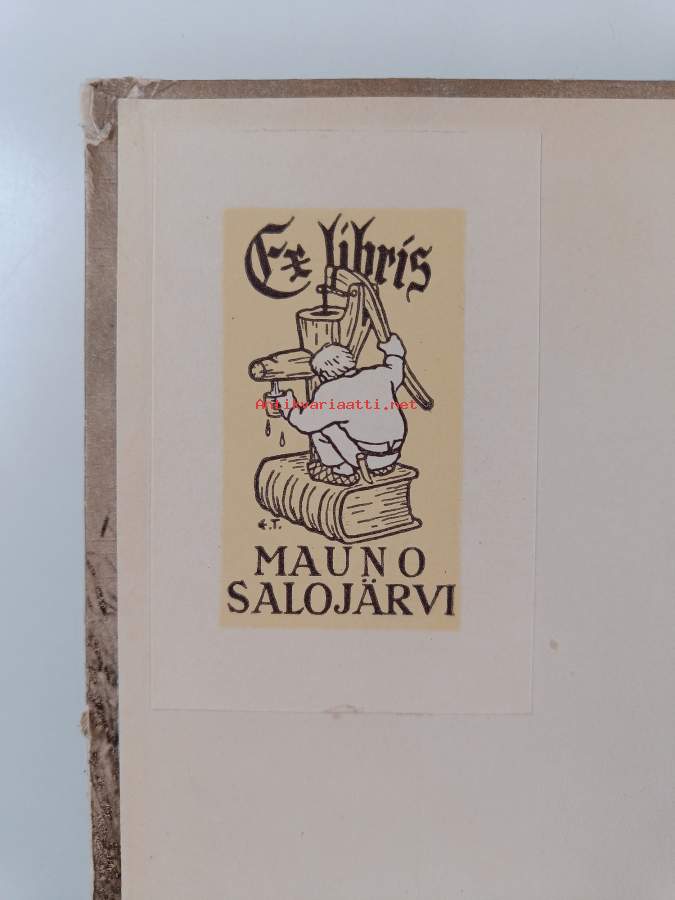 Ex libris
Antikvariaatti.net
E.T.
MAUNO
SALOJÄRVI